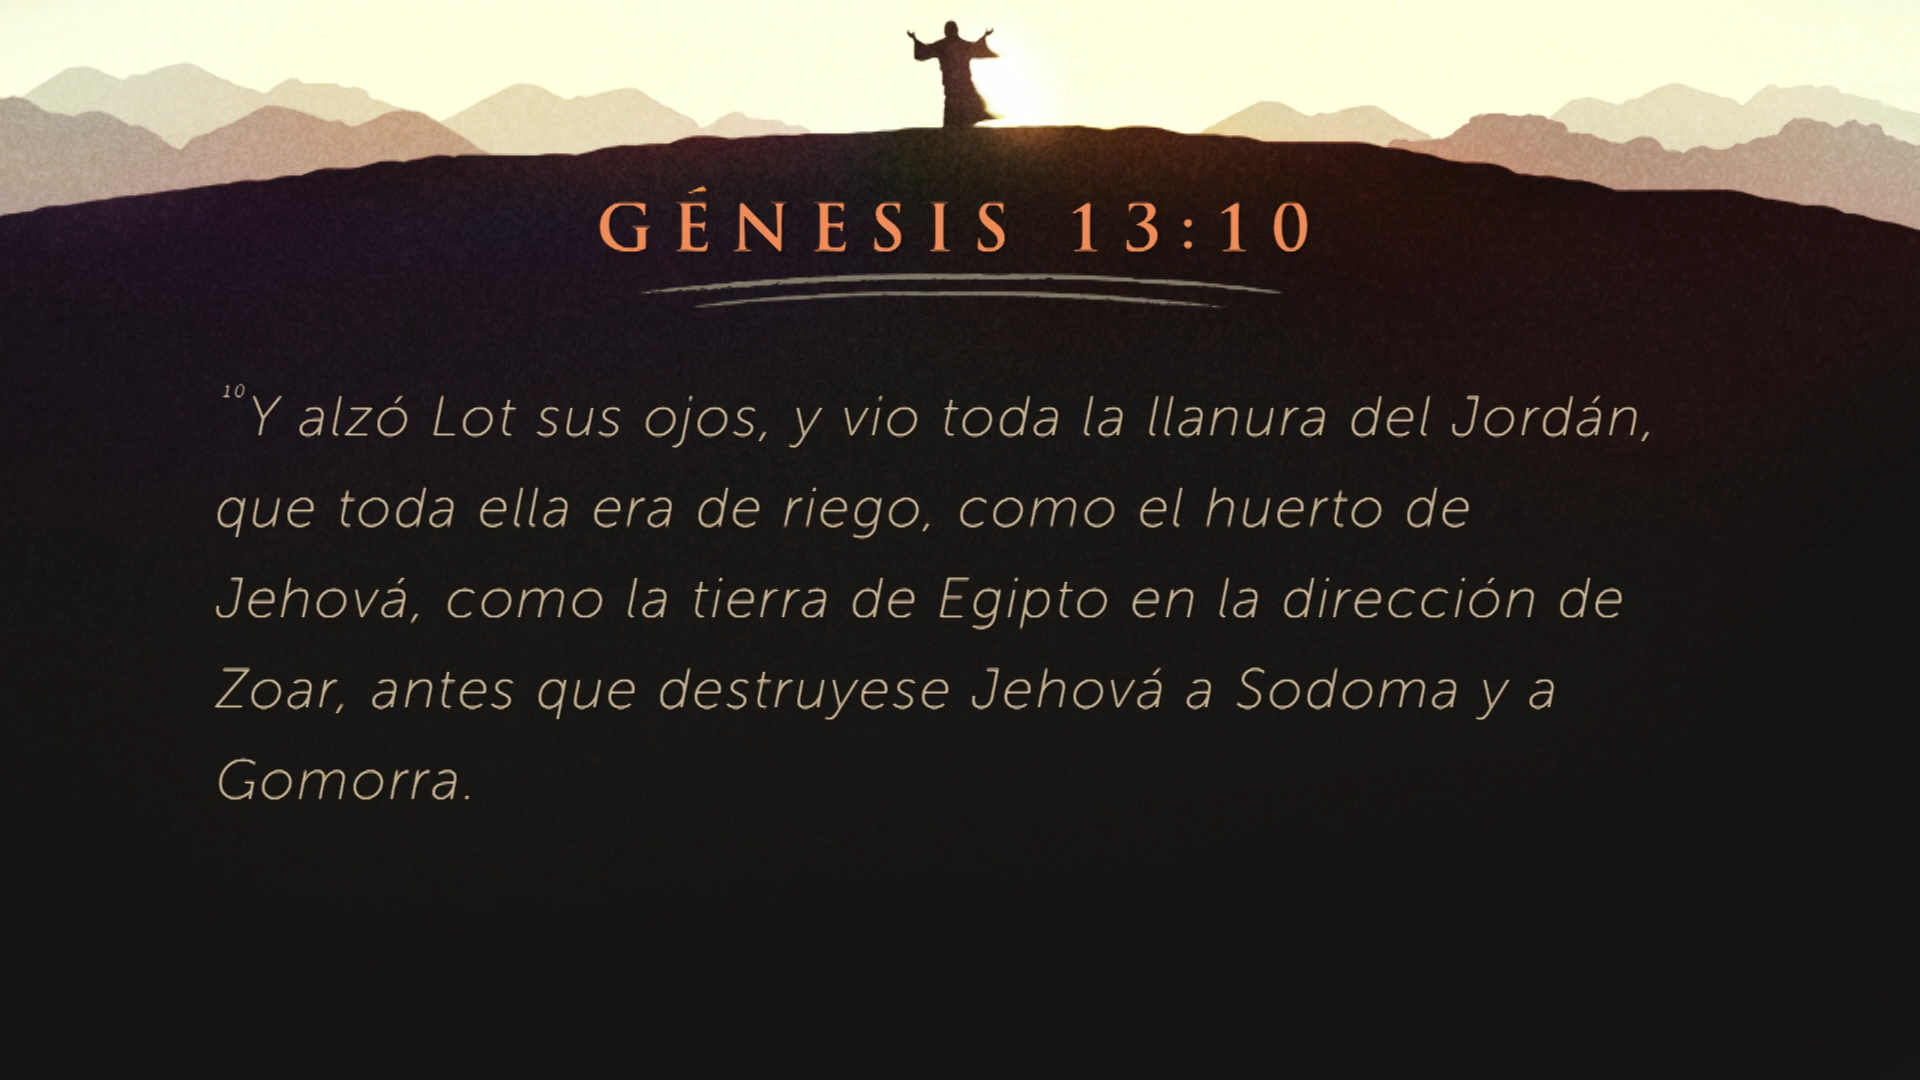 GÉNESIS 13:10
¹⁰Y alzó Lot sus ojos, y vio toda la llanura del Jordán,
que toda ella era de riego, como el huerto de
Jehová, como la tierra de Egipto en la dirección de
Zoar, antes que destruyese Jehová a Sodoma y a
Gomorra.